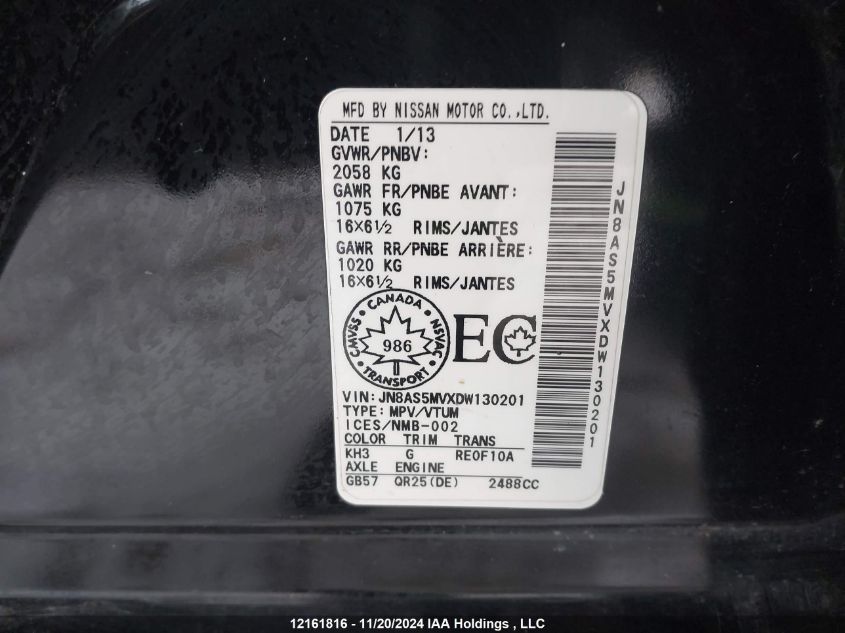 MFD BY NISSAN MOTOR CO.,LTD.
DATE 1/13
GVWR/PNBV:
2058 KG
GAWR FR/PNBE AVANT:
1075 KG
16×6½ RIMS/JANTES
GAWR RR/PNBE ARRIÈRE:
1020 KG
16×6½ RIMS/JANTES
CANADA
CMVSS
NSVAC
986
TRANSPORT
EC
VIN: JN8AS5MVXDW130201
TYPE: MPV/VTUM
ICES/NMB-002
COLOR TRIM TRANS
KH3 G RE0F10A
AXLE ENGINE
GB57 QR25(DE) 2488CC
JN8AS5MVXDW130201
12161816 - 11/20/2024 IAA Holdings , LLC